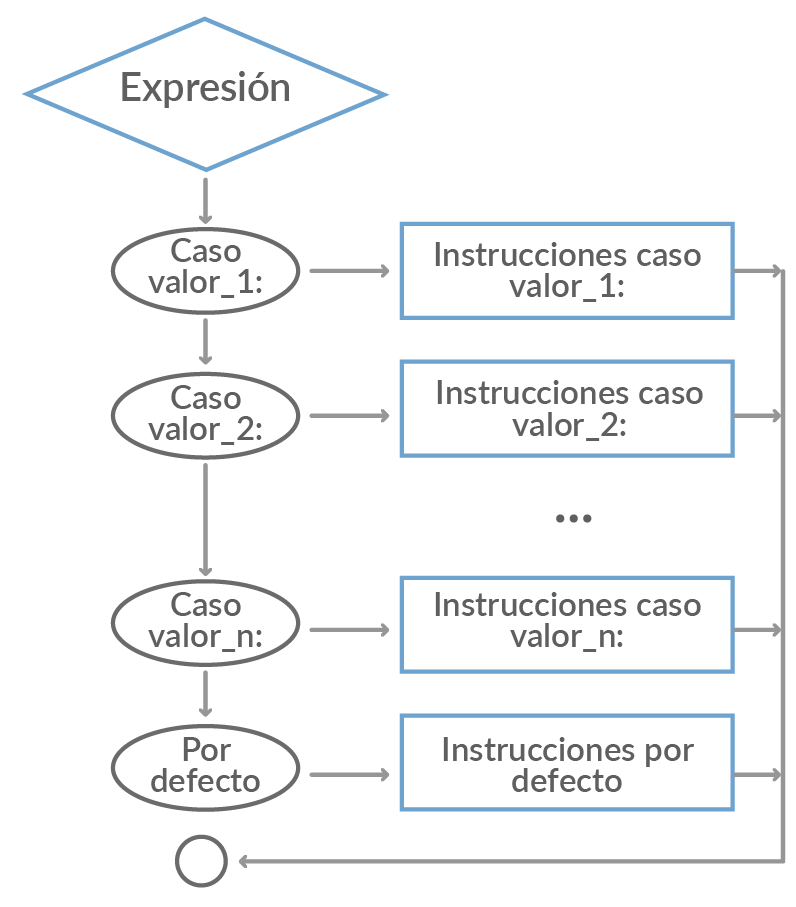 Expresión
Caso
valor_1:
Instrucciones caso
valor_1:
Caso
valor_2:
Instrucciones caso
valor_2:
...
Caso
valor_n:
Instrucciones caso
valor_n:
Por
defecto
Instrucciones por
defecto